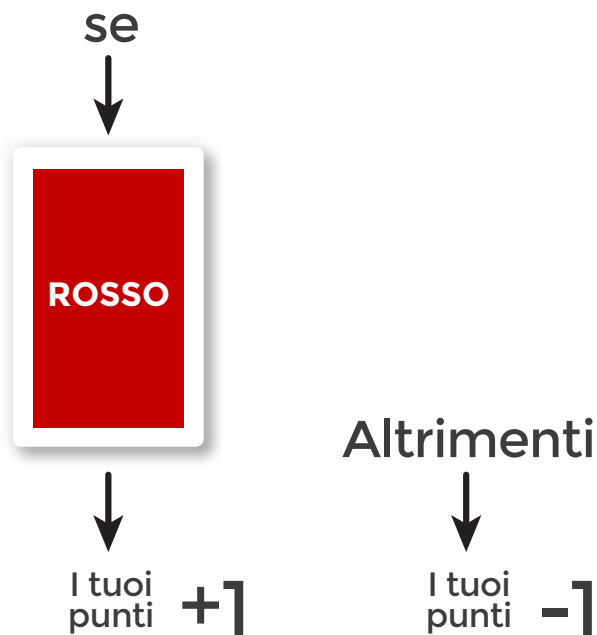 se
ROSSO
Altrimenti
I tuoi
punti +1
I tuoi
punti -1